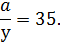 a/y = 35.